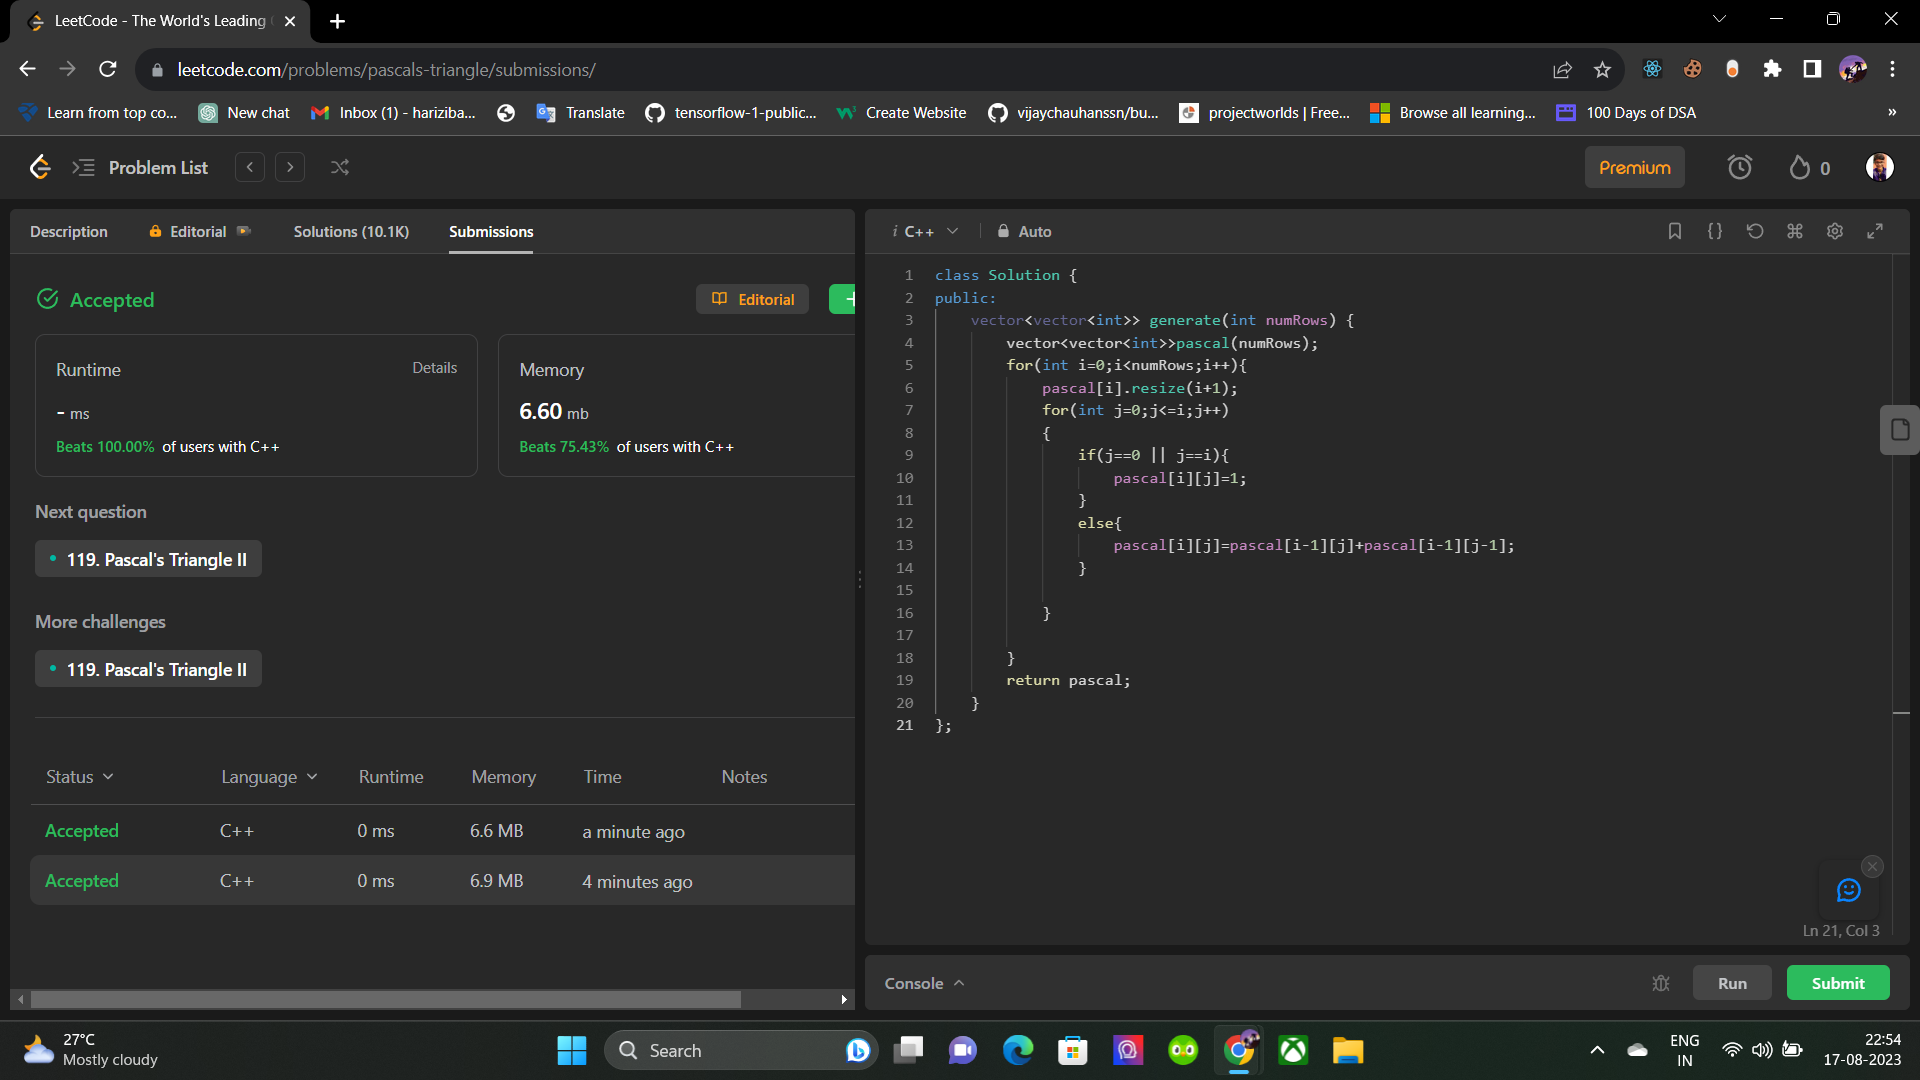 LeetCode - The World's Leading
leetcode.com/problems/pascals-triangle/submissions/
Learn from top co... New chat Inbox (1) - hariziba... Translate tensorflow-1-public... Create Website vijaychauhanssn/bu... projectworlds | Free... Browse all learning... 100 Days of DSA »
Problem List Premium 0
Description Editorial Solutions (10.1K) Submissions
Accepted Editorial
Runtime Details
- ms
Beats 100.00% of users with C++
Memory
6.60 mb
Beats 75.43% of users with C++
Next question
• 119. Pascal's Triangle II
More challenges
• 119. Pascal's Triangle II
Status Language Runtime Memory Time Notes
Accepted C++ 0 ms 6.6 MB a minute ago
Accepted C++ 0 ms 6.9 MB 4 minutes ago
i C++ Auto
1 class Solution {
2 public:
3 vector<vector<int>> generate(int numRows) {
4 vector<vector<int>>pascal(numRows);
5 for(int i=0;i<numRows;i++){
6 pascal[i].resize(i+1);
7 for(int j=0;j<=i;j++)
8 {
9 if(j==0 || j==i){
10 pascal[i][j]=1;
11 }
12 else{
13 pascal[i][j]=pascal[i-1][j]+pascal[i-1][j-1];
14 }
15
16 }
17
18 }
19 return pascal;
20 }
21 };
Ln 21, Col 3
Console Run Submit
27°C
Mostly cloudy
Search
ENG
IN
22:54
17-08-2023